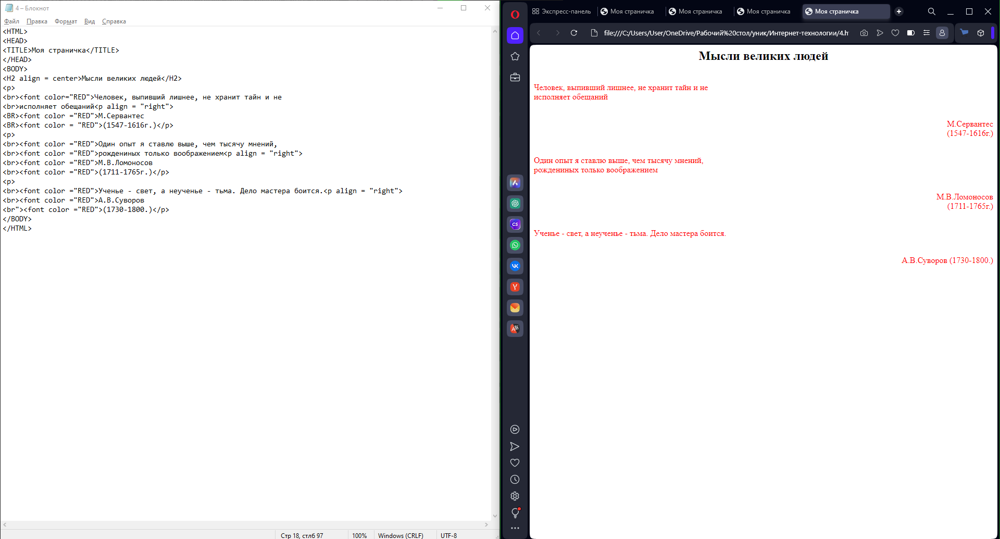 4 – Блокнот
Файл Правка Формат Вид Справка
<HTML>
<HEAD>
<TITLE>Моя страничка</TITLE>
</HEAD>
<BODY>
<H2 align = center>Мысли великих людей</H2>
<p>
<br><font color="RED">Человек, выпивший лишнее, не хранит тайн и не
<br>исполняет обещаний<p align = "right">
<BR><font color ="RED">М.Сервантес
<BR><font color = "RED">(1547-1616г.)</p>
<p>
<br><font color ="RED">Один опыт я ставлю выше, чем тысячу мнений,
<br><font color ="RED">рожд​ениных только воображением<p align = "right">
<br><font color ="RED">М.В.Ломоносов
<br><font color ="RED">(1711-1765г.)</p>
<p>
<br><font color ="RED">Ученье - свет, а неученье - тьма. Дело мастера боится.<p align = "right">
<br><font color ="RED">А.В.Суворов
<br"><font color ="RED">(1730-1800.)</p>
</BODY>
</HTML>
Стр 18, стлб 97 100% Windows (CRLF) UTF-8
Экспресс-панель Моя страничка Моя страничка Моя страничка Моя страничка
file:///C:/Users/User/OneDrive/Рабочий%20стол/уник/Интернет-технологии/4.h
Мысли великих людей
Человек, выпивший лишнее, не хранит тайн и не
исполняет обещаний
М.Сервантес
(1547-1616г.)
Один опыт я ставлю выше, чем тысячу мнений,
рождениных только воображением
М.В.Ломоносов
(1711-1765г.)
Ученье - свет, а неученье - тьма. Дело мастера боится.
А.В.Суворов (1730-1800.)